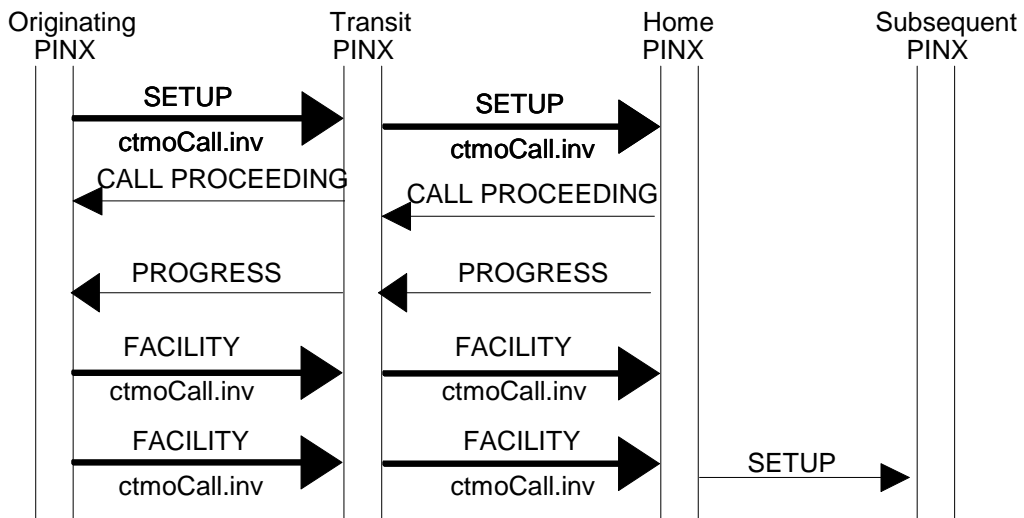 Originating PINX
Transit PINX
Home PINX
Subsequent PINX
SETUP
ctmoCall.inv
SETUP
ctmoCall.inv
CALL PROCEEDING
CALL PROCEEDING
PROGRESS
PROGRESS
FACILITY
ctmoCall.inv
FACILITY
ctmoCall.inv
FACILITY
ctmoCall.inv
FACILITY
ctmoCall.inv
SETUP